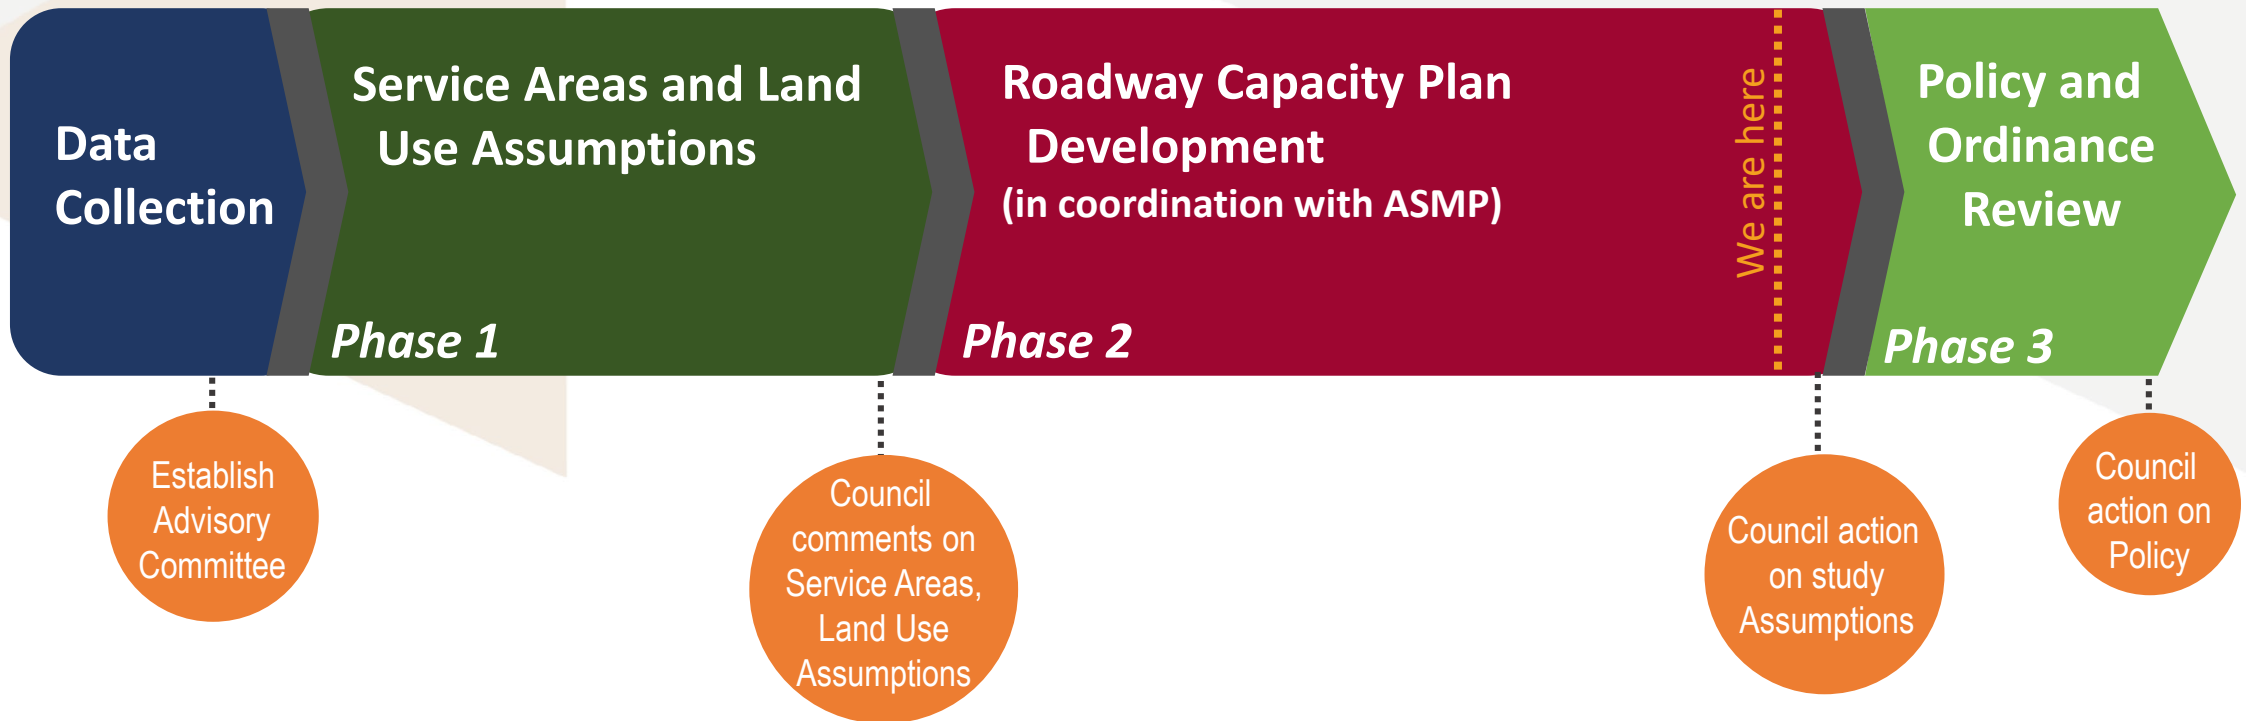 Data
Collection
Service Areas and Land
Use Assumptions
Phase 1
Roadway Capacity Plan
Development
(in coordination with ASMP)
Phase 2
We are here
Policy and
Ordinance
Review
Phase 3
Establish
Advisory
Committee
Council
comments on
Service Areas,
Land Use
Assumptions
Council action
on study
Assumptions
Council
action on
Policy